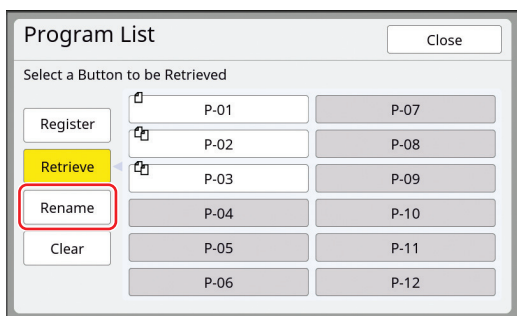 Program List
Close
Select a Button to be Retrieved
Register
Retrieve
Rename
Clear
P-01
P-02
P-03
P-04
P-05
P-06
P-07
P-08
P-09
P-10
P-11
P-12